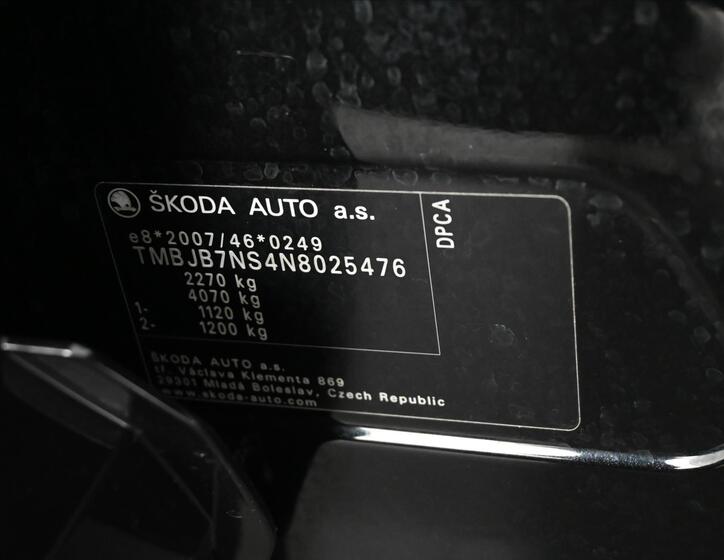 ŠKODA AUTO a.s.
DPCA
e8*2007/46*0249
TMBJB7NS4N8025476
2270 kg
4070 kg
1- 1120 kg
2- 1200 kg
ŠKODA AUTO a.s.
tř. Václava Klementa 869
29301 Mladá Boleslav, Czech Republic
www.skoda-auto.com